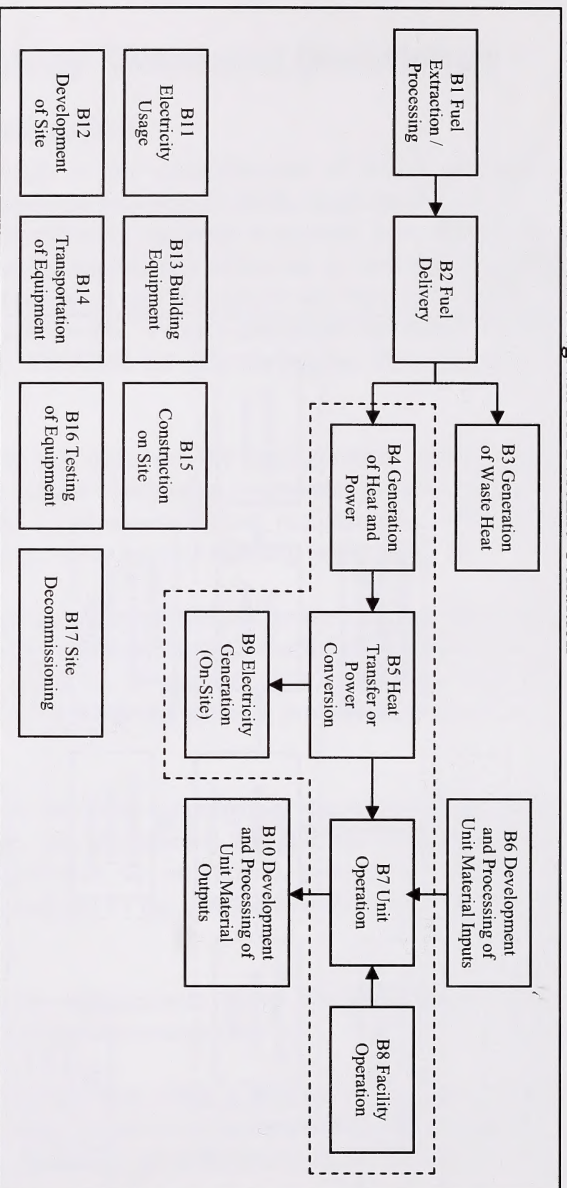 B1 Fuel
Extraction /
Processing
B2 Fuel
Delivery
B3 Generation
of Waste Heat
B4 Generation
of Heat and
Power
B5 Heat
Transfer or
Power
Conversion
B6 Development
and Processing of
Unit Material Inputs
B7 Unit
Operation
B8 Facility
Operation
B9 Electricity
Generation
(On-Site)
B10 Development
and Processing of
Unit Material
Outputs
B11
Electricity
Usage
B13 Building
Equipment
B15
Construction
on Site
B12
Development
of Site
B14
Transportation
of Equipment
B16 Testing
of Equipment
B17 Site
Decommissioning